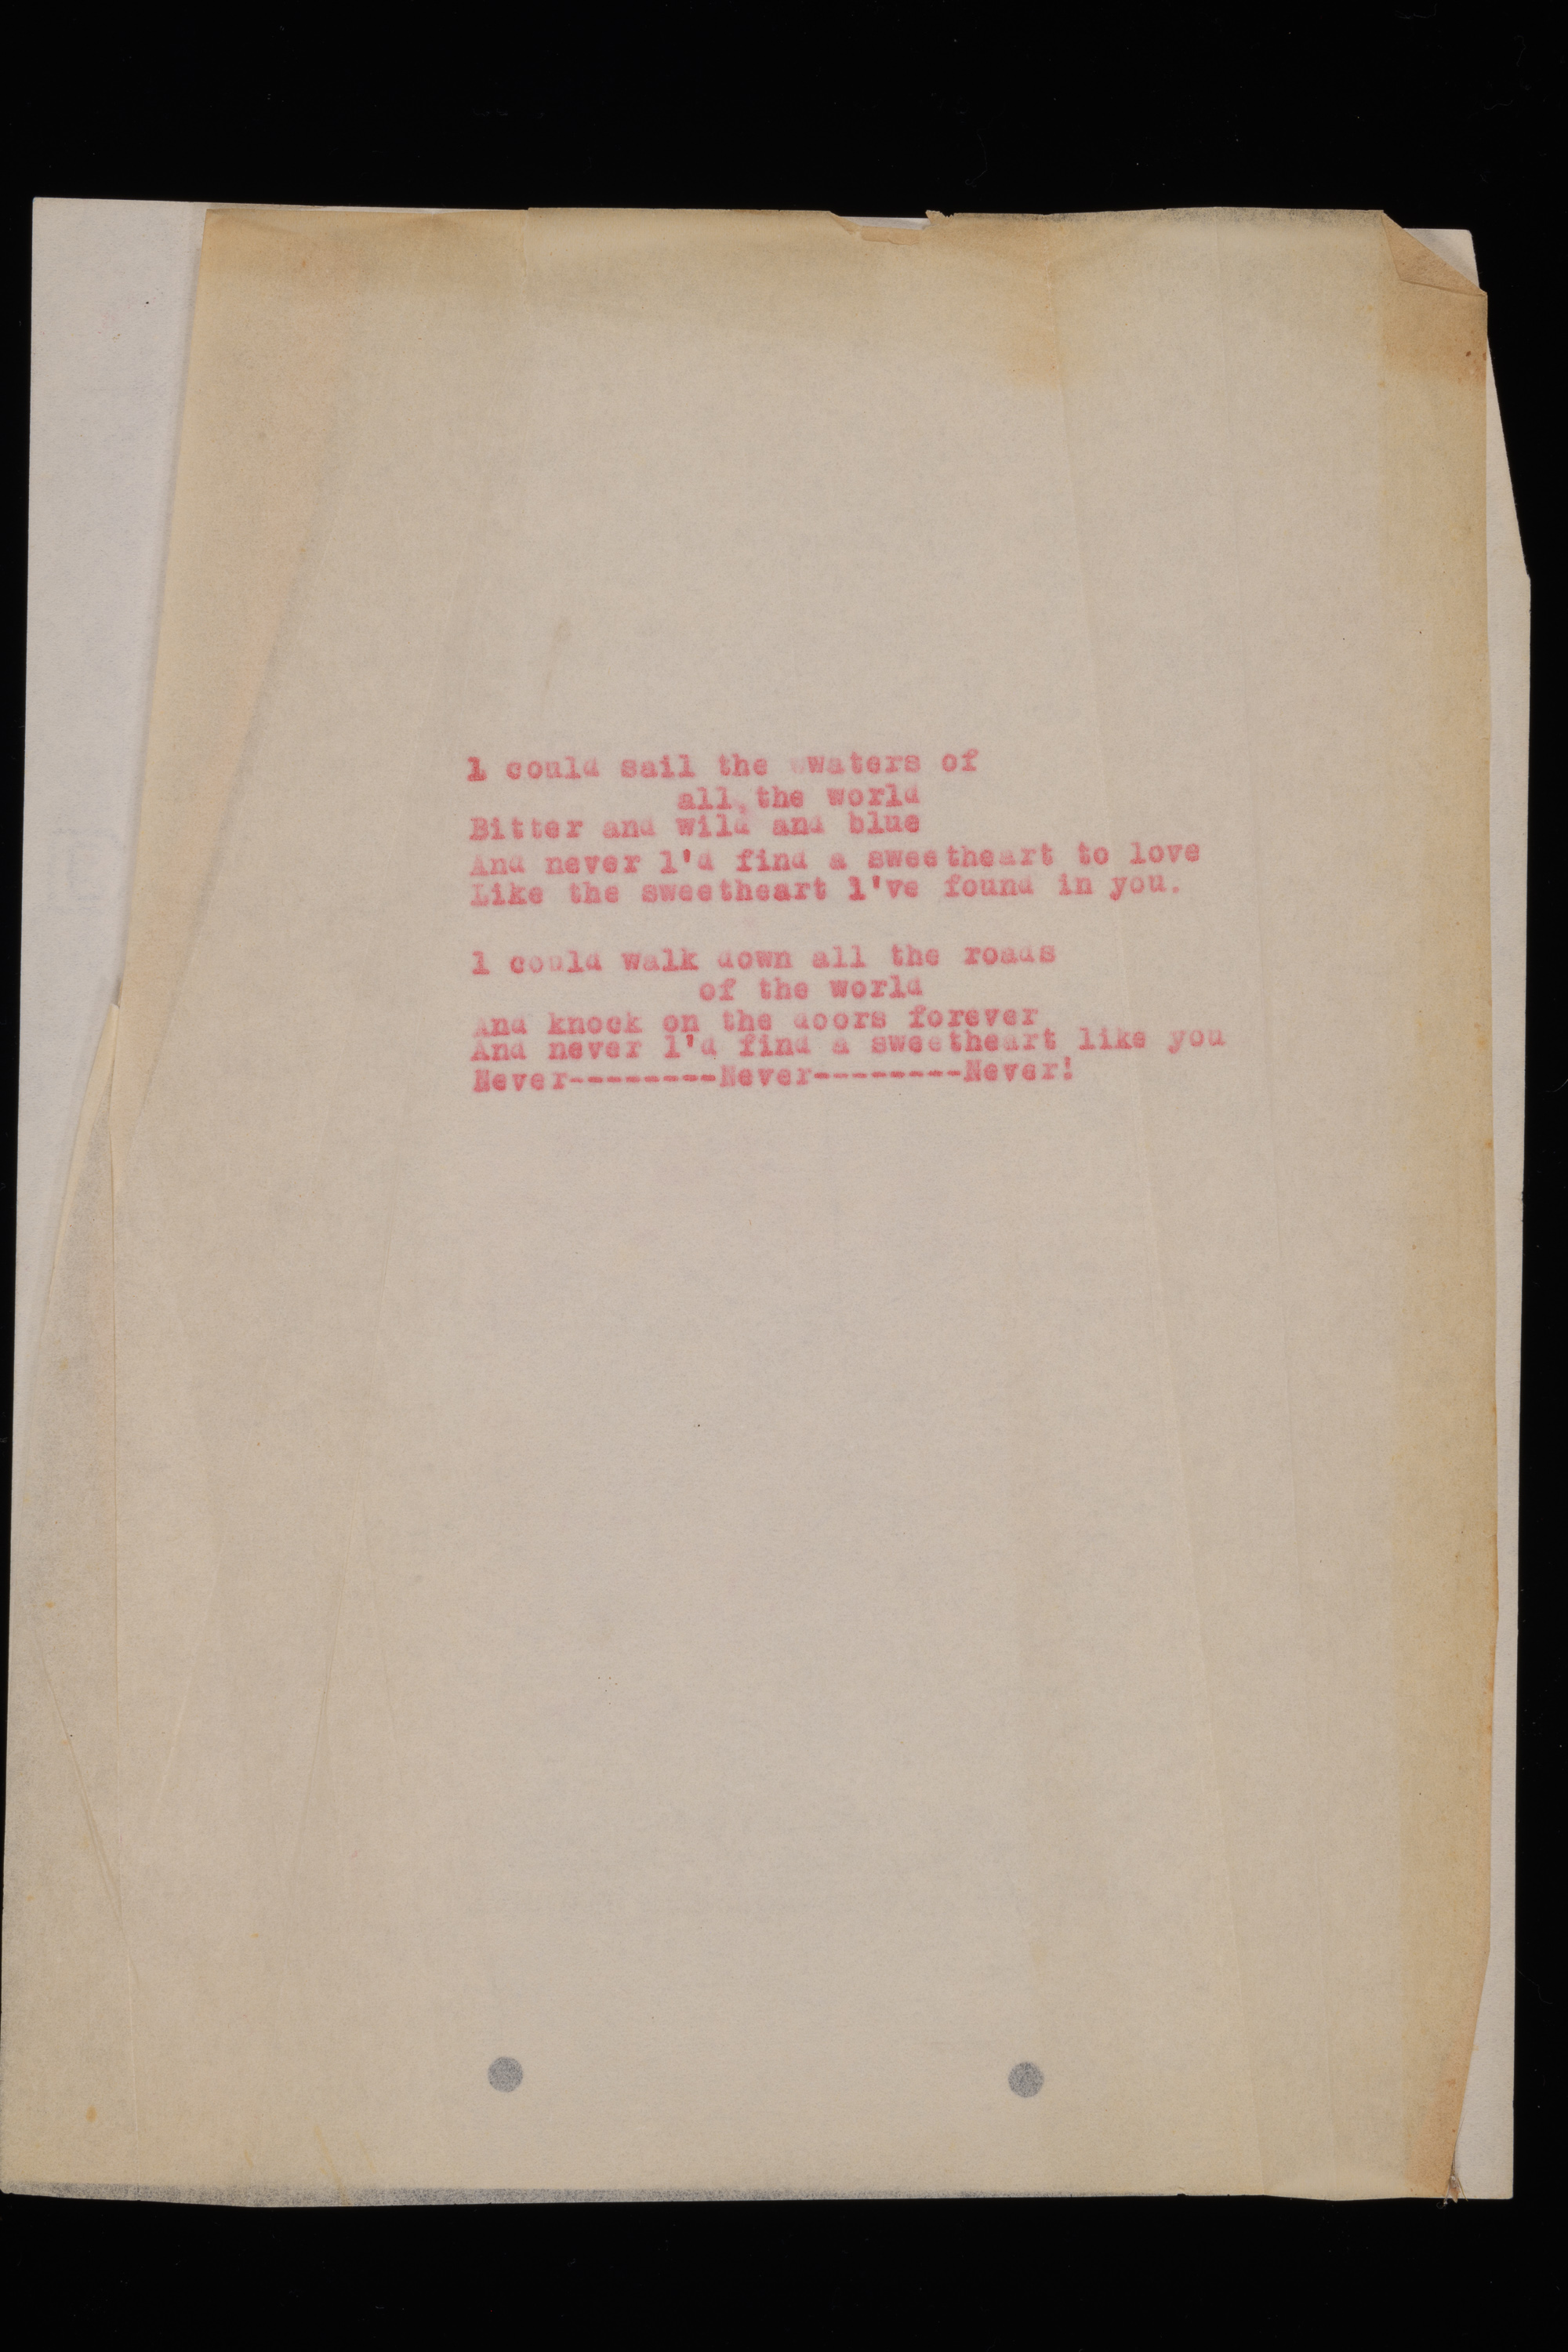 l could sail the wwaters of
all,the world
Bitter and wild and blue
And never l'd find a sweetheart to love
Like the sweetheart l've found in you.
l could walk down all the roads
of the world
And knock on the doors forever
And never l'd find a sweetheart like you
Never--------Never--------Never!